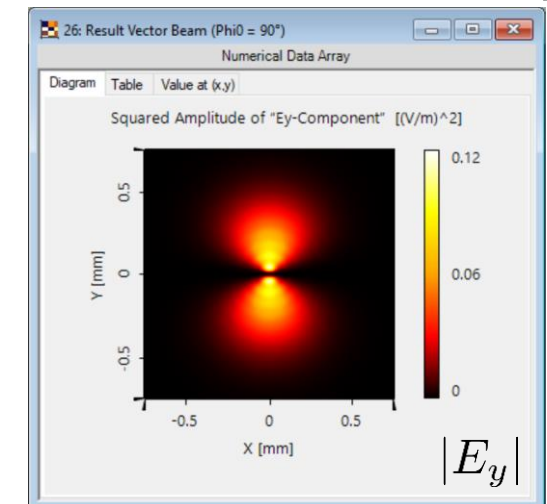 26: Result Vector Beam (Phi0 = 90°)
Numerical Data Array
Diagram Table Value at (x,y)
Squared Amplitude of "Ey-Component" [(V/m)^2]
0.12
0.06
0
0.5
0
-0.5
Y [mm]
-0.5 0 0.5
X [mm]
|E_y|